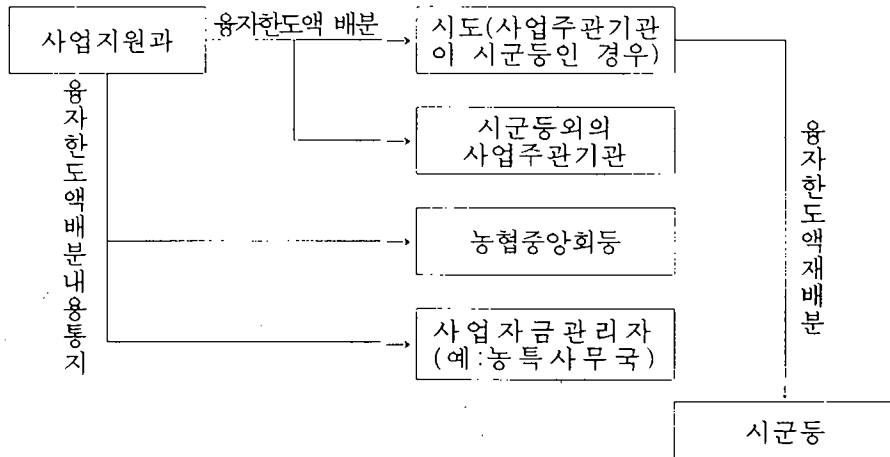 사업지원과
융자한도액 배분
시도(사업주관기관
이 시군등인 경우)
시군등외의
사업주관기관
농협중앙회등
사업자금관리자
(예:농특사무국)
융자한도액배분내용통지
융자한도액재배분
시군등